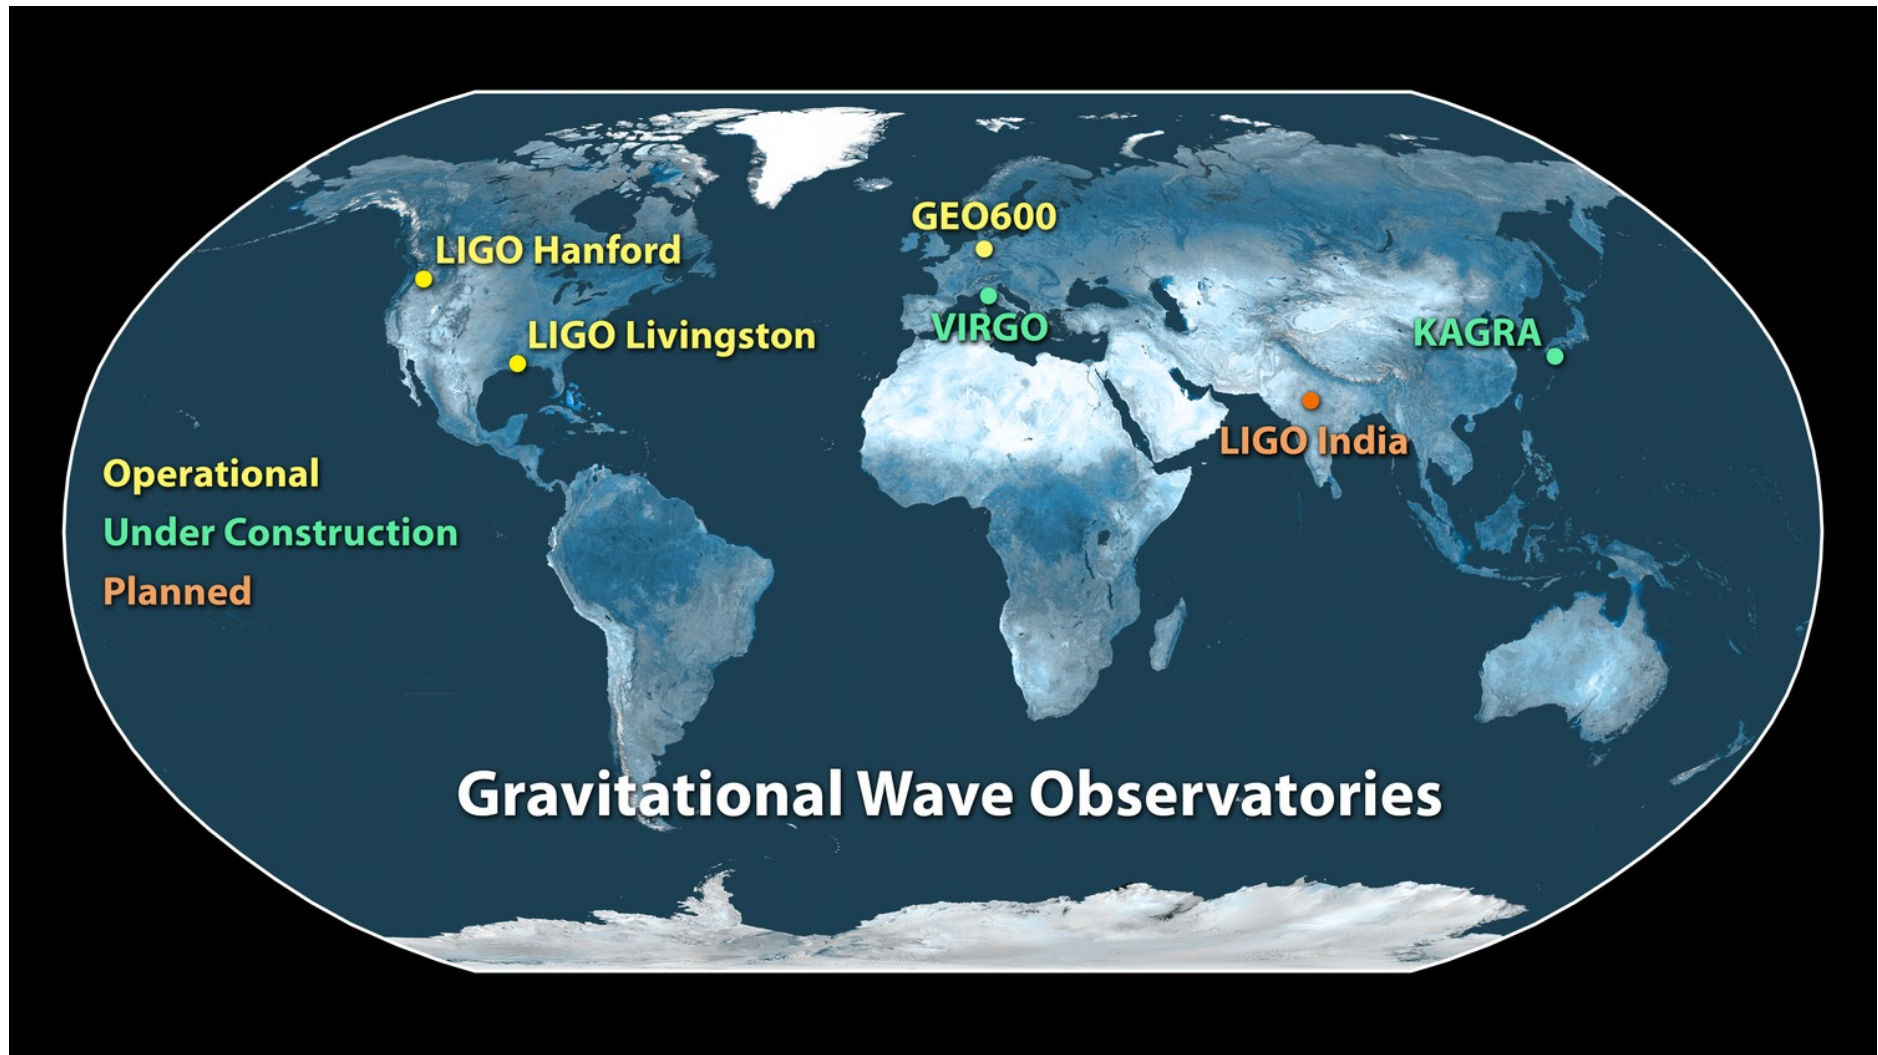 GEO600
LIGO Hanford
VIRGO
KAGRA
LIGO Livingston
LIGO India
Operational
Under Construction
Planned
Gravitational Wave Observatories